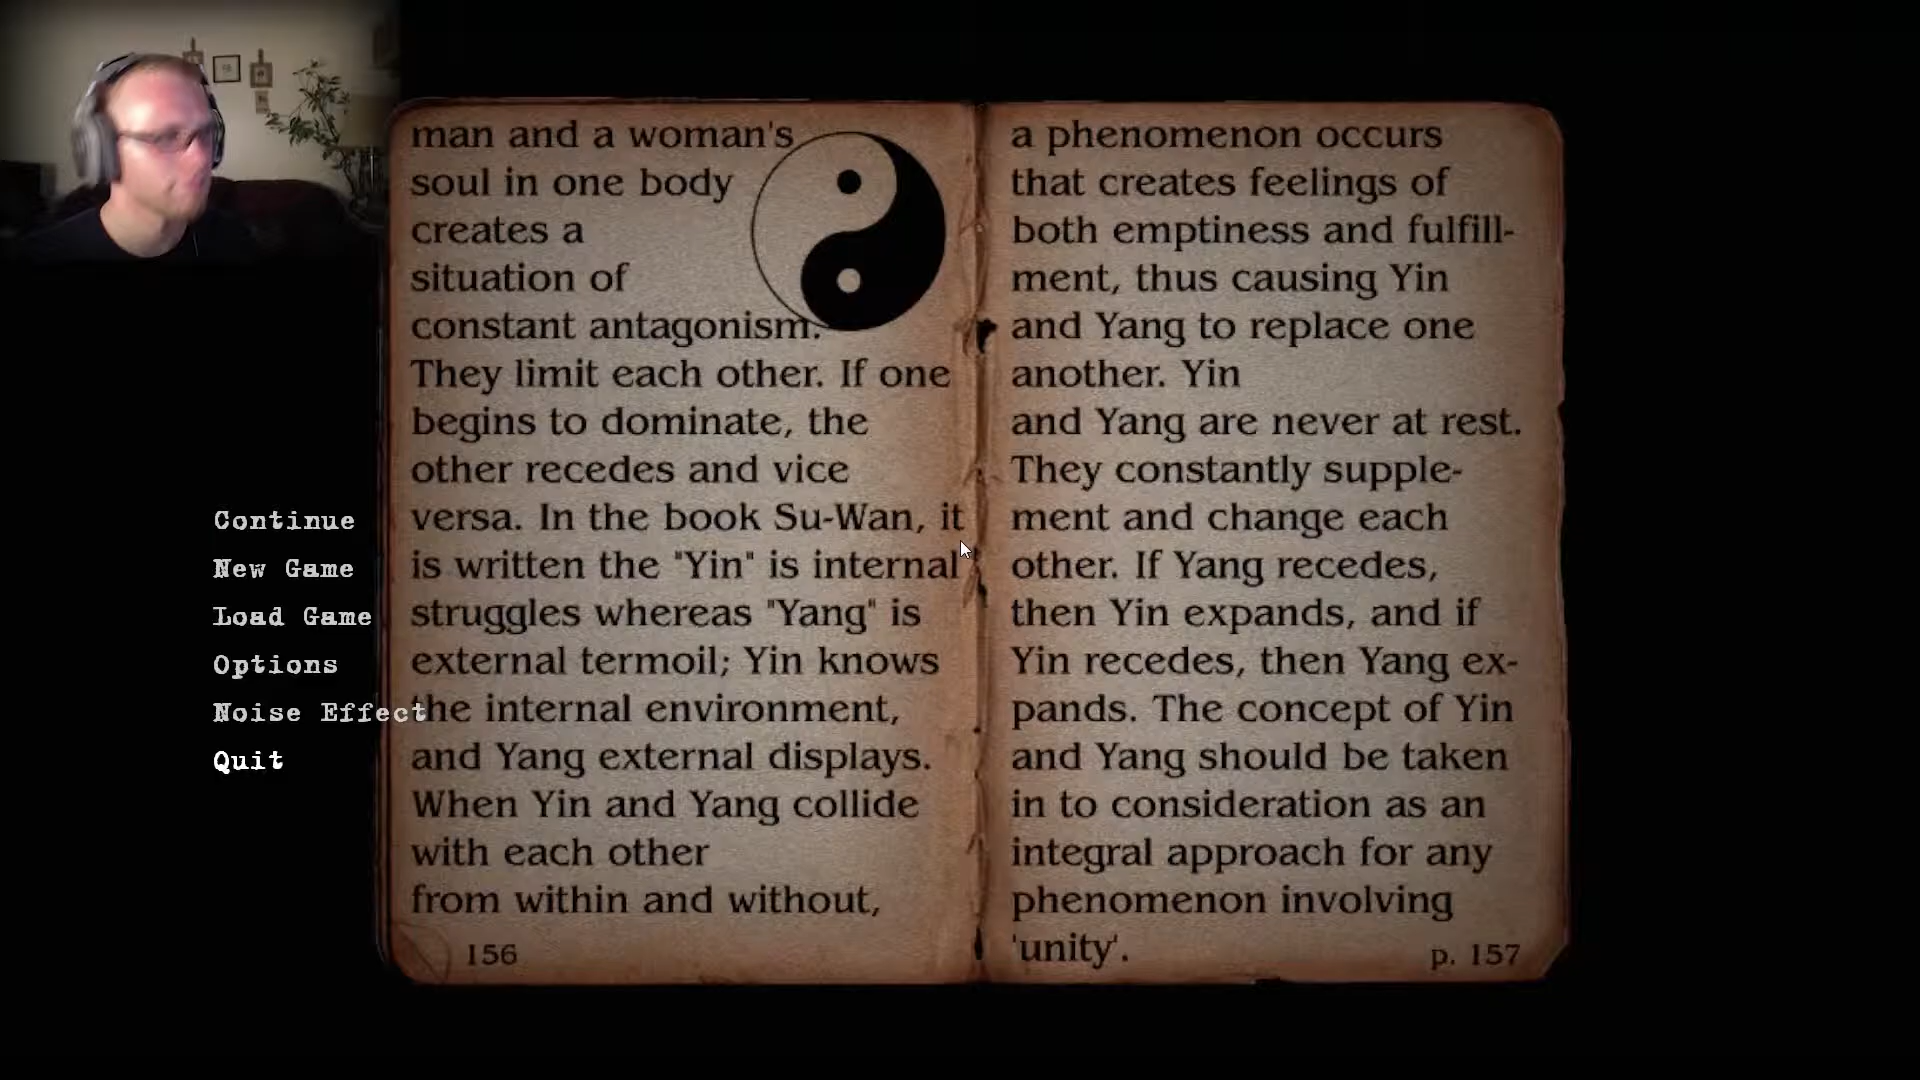 man and a woman's
soul in one body
creates a
situation of
constant antagonism.
They limit each other. If one
begins to dominate, the
other recedes and vice
versa. In the book Su-Wan, it
is written the "Yin" is internal
struggles whereas "Yang" is
external termoil; Yin knows
the internal environment,
and Yang external displays.
When Yin and Yang collide
with each other
from within and without,
156
a phenomenon occurs
that creates feelings of
both emptiness and fulfill-
ment, thus causing Yin
and Yang to replace one
another. Yin
and Yang are never at rest.
They constantly supple-
ment and change each
other. If Yang recedes,
then Yin expands, and if
Yin recedes, then Yang ex-
pands. The concept of Yin
and Yang should be taken
in to consideration as an
integral approach for any
phenomenon involving
'unity'.
p. 157
Continue
New Game
Load Game
Options
Noise Effect
Quit